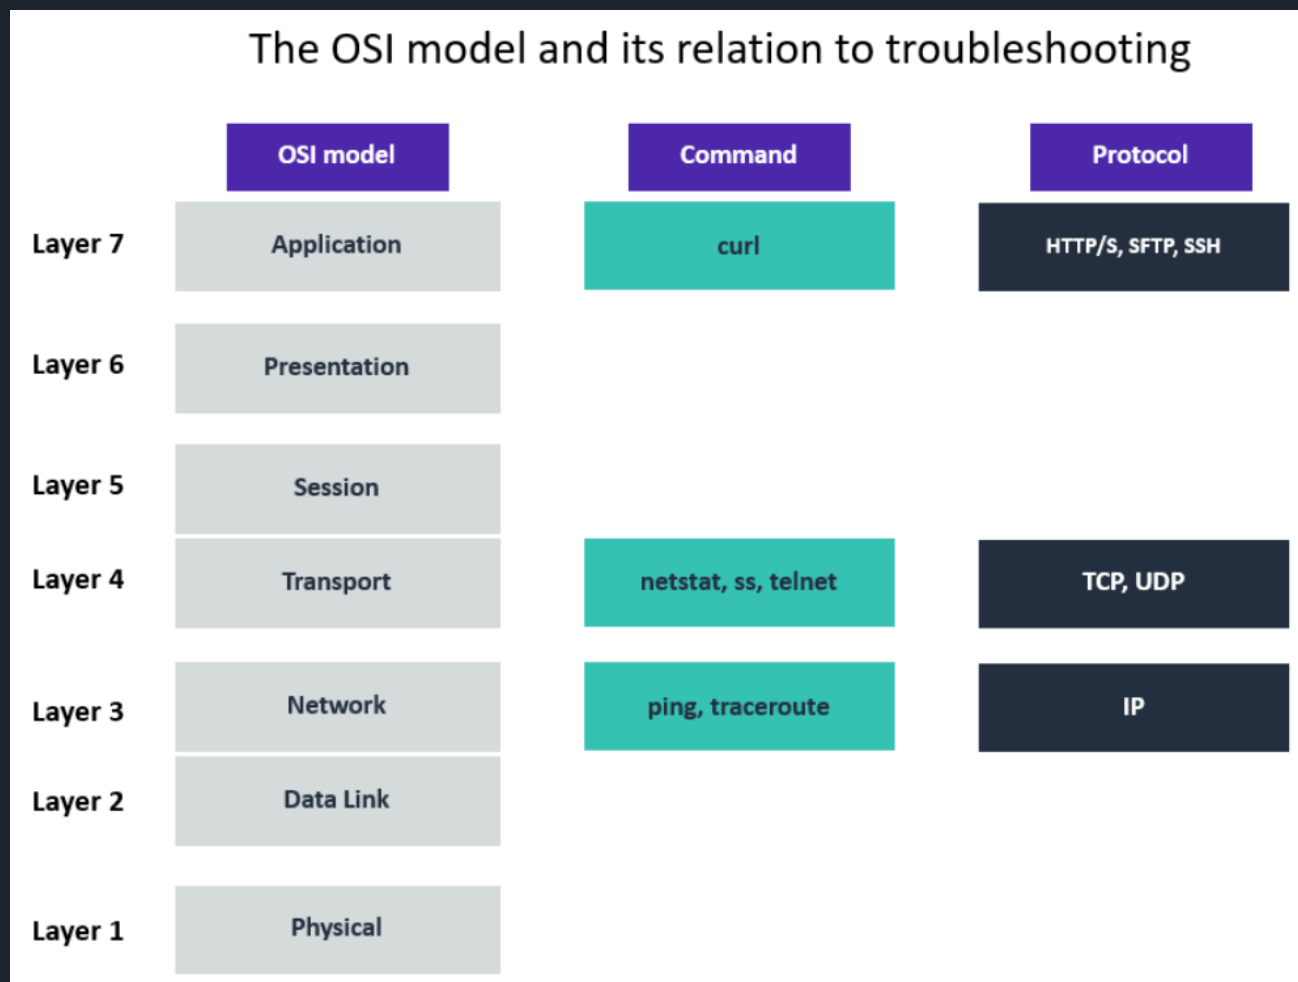 The OSI model and its relation to troubleshooting
OSI model Command Protocol
Layer 7 Application curl HTTP/S, SFTP, SSH
Layer 6 Presentation
Layer 5 Session
Layer 4 Transport netstat, ss, telnet TCP, UDP
Layer 3 Network ping, traceroute IP
Layer 2 Data Link
Layer 1 Physical